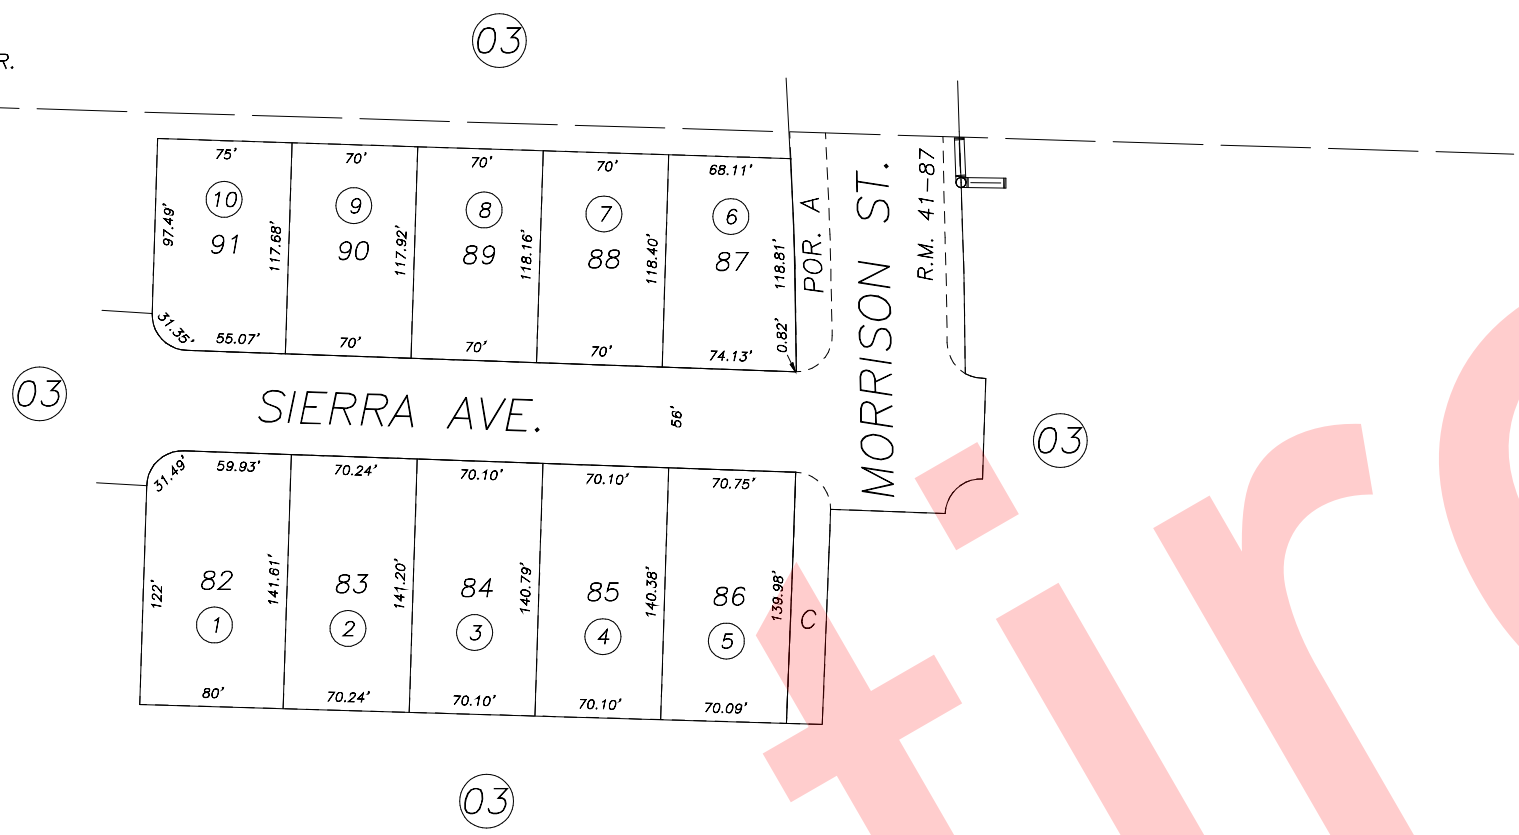 03
R.
75' 70' 70' 70' 68.11'
10 9 8 7 6
91 90 89 88 87
97.49' 117.68' 117.92' 118.16' 118.40' 118.81'
POR. A
MORRISON ST.
R.M. 41-87
31.35' 55.07' 70' 70' 70' 74.13' 0.82'
03
SIERRA AVE.
56'
03
31.49' 59.93' 70.24' 70.10' 70.10' 70.75'
122' 141.61' 141.20' 140.79' 140.38' 139.98'
82 83 84 85 86
1 2 3 4 5
C
80' 70.24' 70.10' 70.10' 70.09'
03